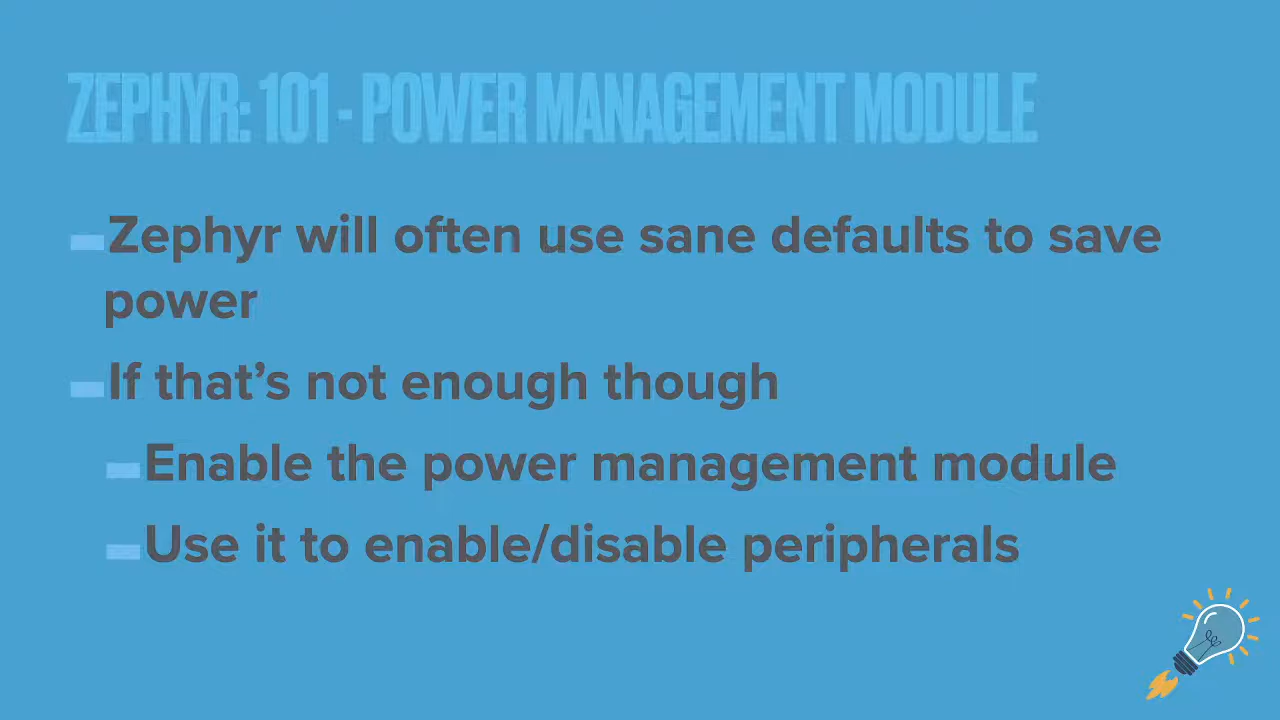 ZEPHYR: 101 - POWER MANAGEMENT MODULE
Zephyr will often use sane defaults to save
power
If that’s not enough though
Enable the power management module
Use it to enable/disable peripherals